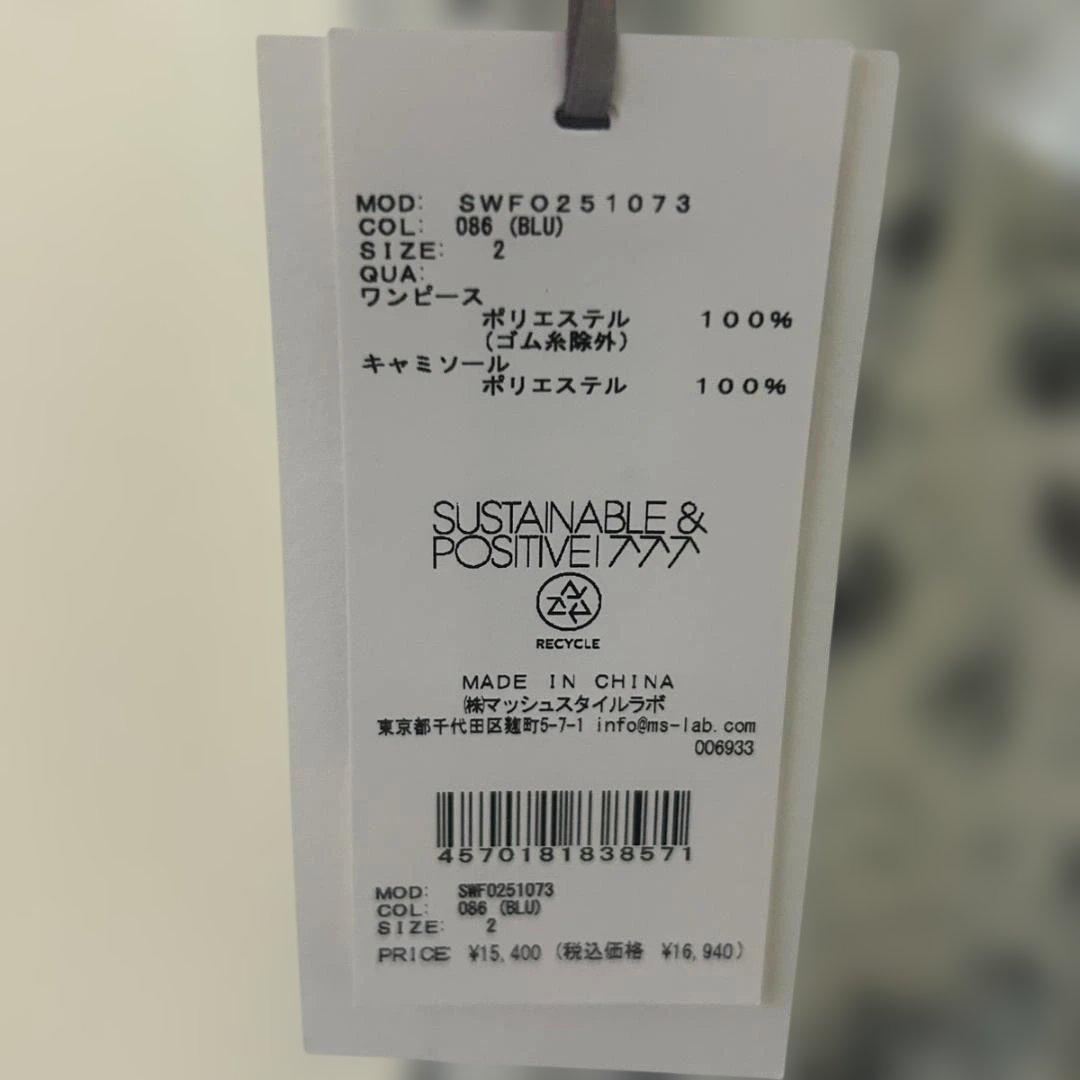 MOD: SWFO251073
COL: 086 (BLU)
SIZE: 2
QUA:
ワンピース
ポリエステル 100%
(ゴム糸除外)
キャミソール
ポリエステル 100%
SUSTAINABLE &
POSITIVE!
RECYCLE
MADE IN CHINA
㈱マッシュスタイルラボ
東京都千代田区麹町5-7-1 info@ms-lab.com
006933
4570181838571
MOD: SWFO251073
COL: 086 (BLU)
SIZE: 2
PRICE ¥15,400 (税込価格 ¥16,940)